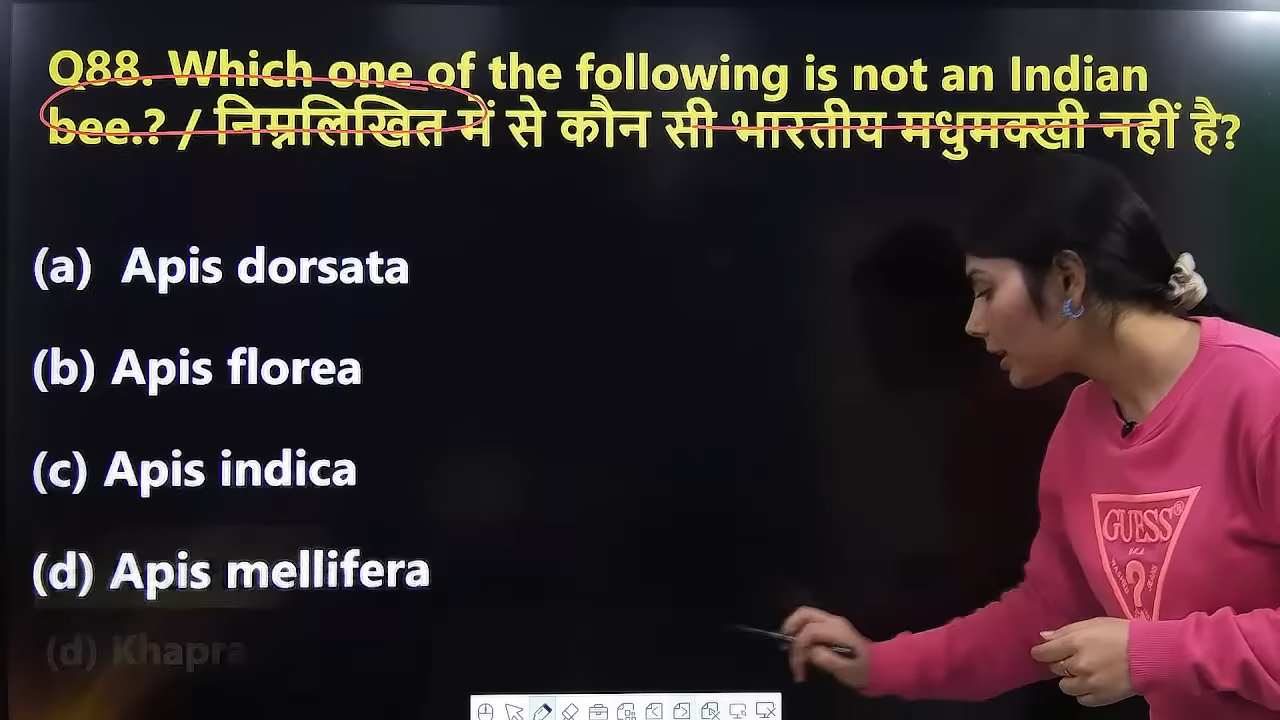 Q88. Which one of the following is not an Indian
bee.? / निम्नलिखित में से कौन सी भारतीय मधुमक्खी नहीं है?
(a) Apis dorsata
(b) Apis florea
(c) Apis indica
(d) Apis mellifera
(d) Khapra
GUESS®
?